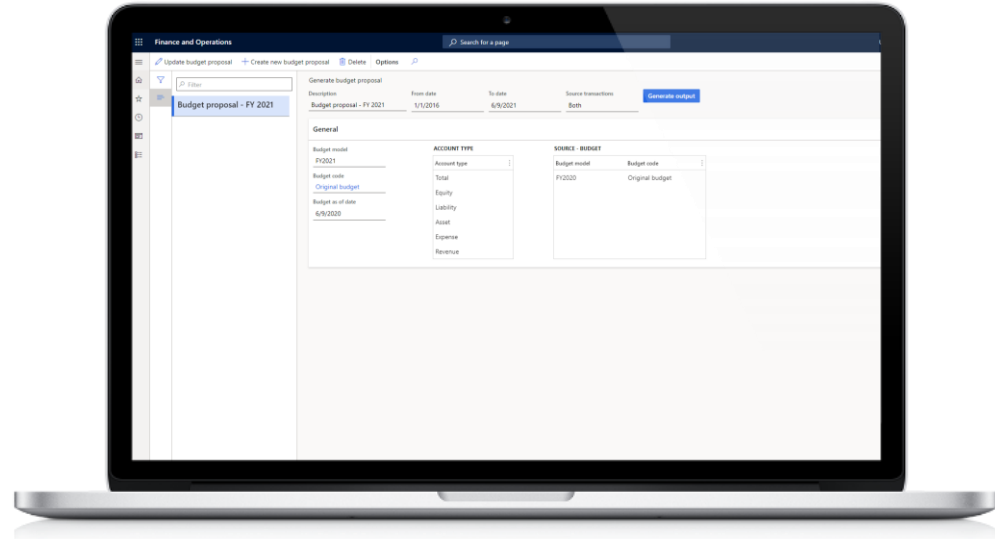 Finance and Operations
Search for a page
Update budget proposal
Create new budget proposal
Delete
Options
Filter
Budget proposal - FY 2021
Generate budget proposal
Description From date To date Source transactions
Budget proposal - FY 2021 1/1/2016 6/9/2021 Both
Generate output
General
Budget model
FY2021
Budget code
Original budget
Budget as of date
6/9/2020
ACCOUNT TYPE
Account type
Total
Equity
Liability
Asset
Expense
Revenue
SOURCE - BUDGET
Budget model Budget code
FY2020 Original budget